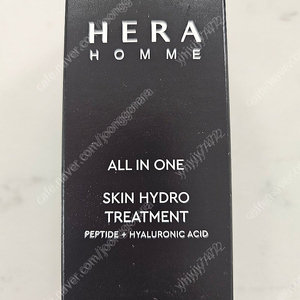 HERA
HOMME
ALL IN ONE
SKIN HYDRO
TREATMENT
PEPTIDE + HYALURONIC ACID